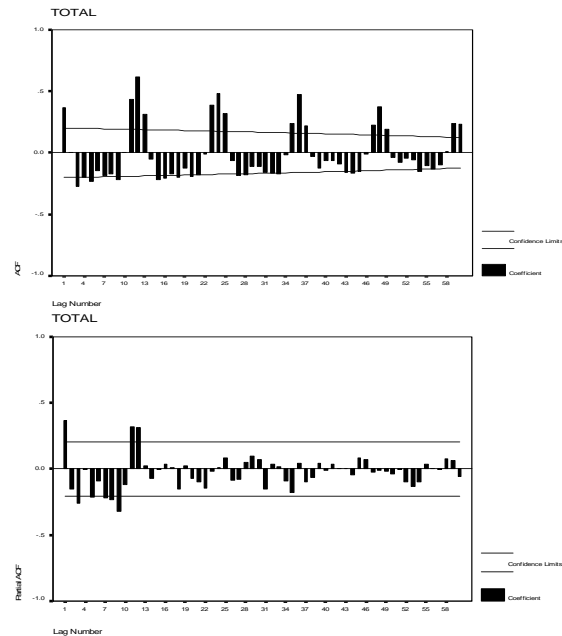 TOTAL
1.0
.5
0.0
-.5
-1.0
ACF
1 4 7 10 13 16 19 22 25 28 31 34 37 40 43 46 49 52 55 58
Lag Number
Confidence Limits
Coefficient
TOTAL
1.0
.5
0.0
-.5
-1.0
Partial ACF
1 4 7 10 13 16 19 22 25 28 31 34 37 40 43 46 49 52 55 58
Lag Number
Confidence Limits
Coefficient